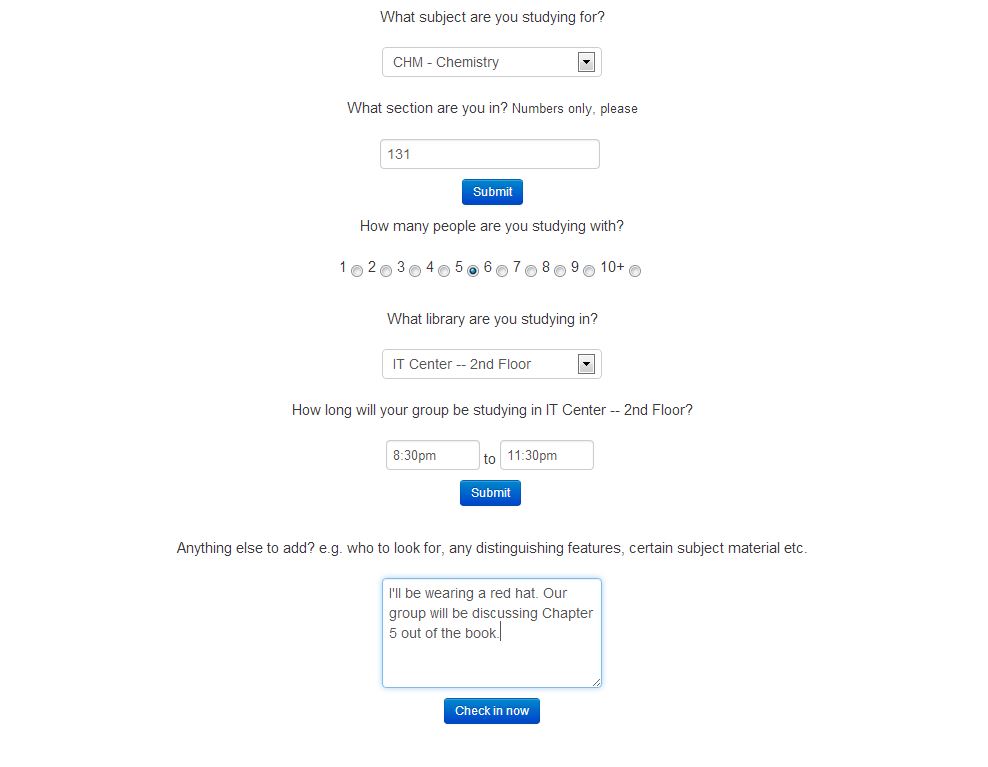 What subject are you studying for?
CHM - Chemistry
What section are you in? Numbers only, please
131
Submit
How many people are you studying with?
1 2 3 4 5 6 7 8 9 10+
What library are you studying in?
IT Center -- 2nd Floor
How long will your group be studying in IT Center -- 2nd Floor?
8:30pm to 11:30pm
Submit
Anything else to add? e.g. who to look for, any distinguishing features, certain subject material etc.
I'll be wearing a red hat. Our
group will be discussing Chapter
5 out of the book.
Check in now